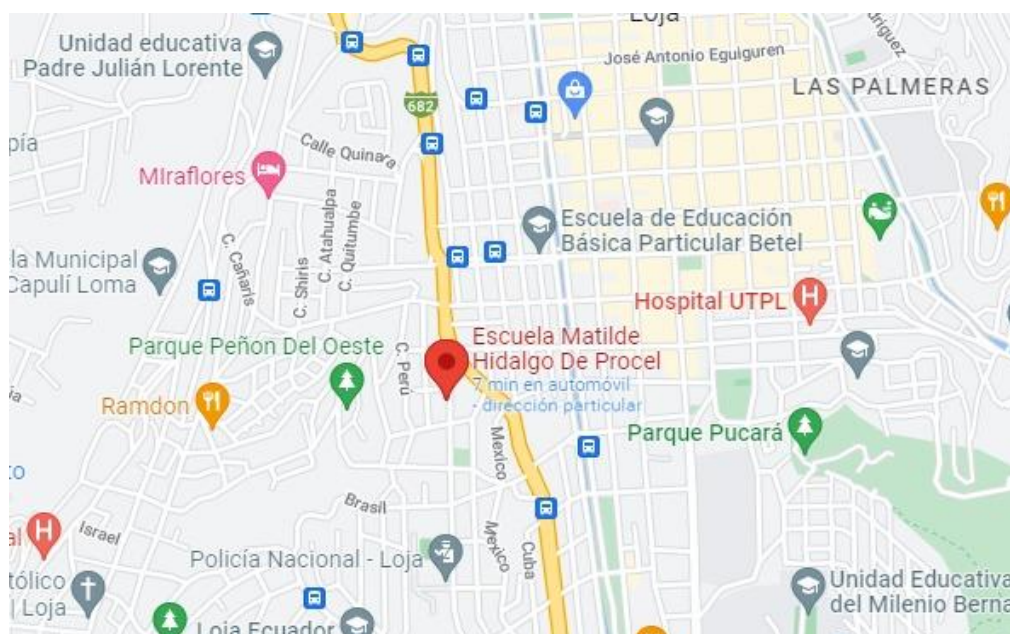 Loja
Unidad educativa
Padre Julián Lorente
José Antonio Eguiguren
LAS PALMERAS
682
Calle Quinara
MIraflores
C. Atahualpa
C. Quitumbe
C. Shiris
C. Cañaris
Escuela de Educación
Básica Particular Betel
la Municipal
Capulí Loma
Hospital UTPL
H
Escuela Matilde
Hidalgo De Procel
7 min en automóvil
- dirección particular
Parque Peñon Del Oeste
C. Perú
Ramdon
Mexico
Parque Pucará
Brasil
Israel
H
Policía Nacional - Loja
Mexico
Cuba
tólico
Loja
Unidad Educativa
del Milenio Berna
Loja Ecuador